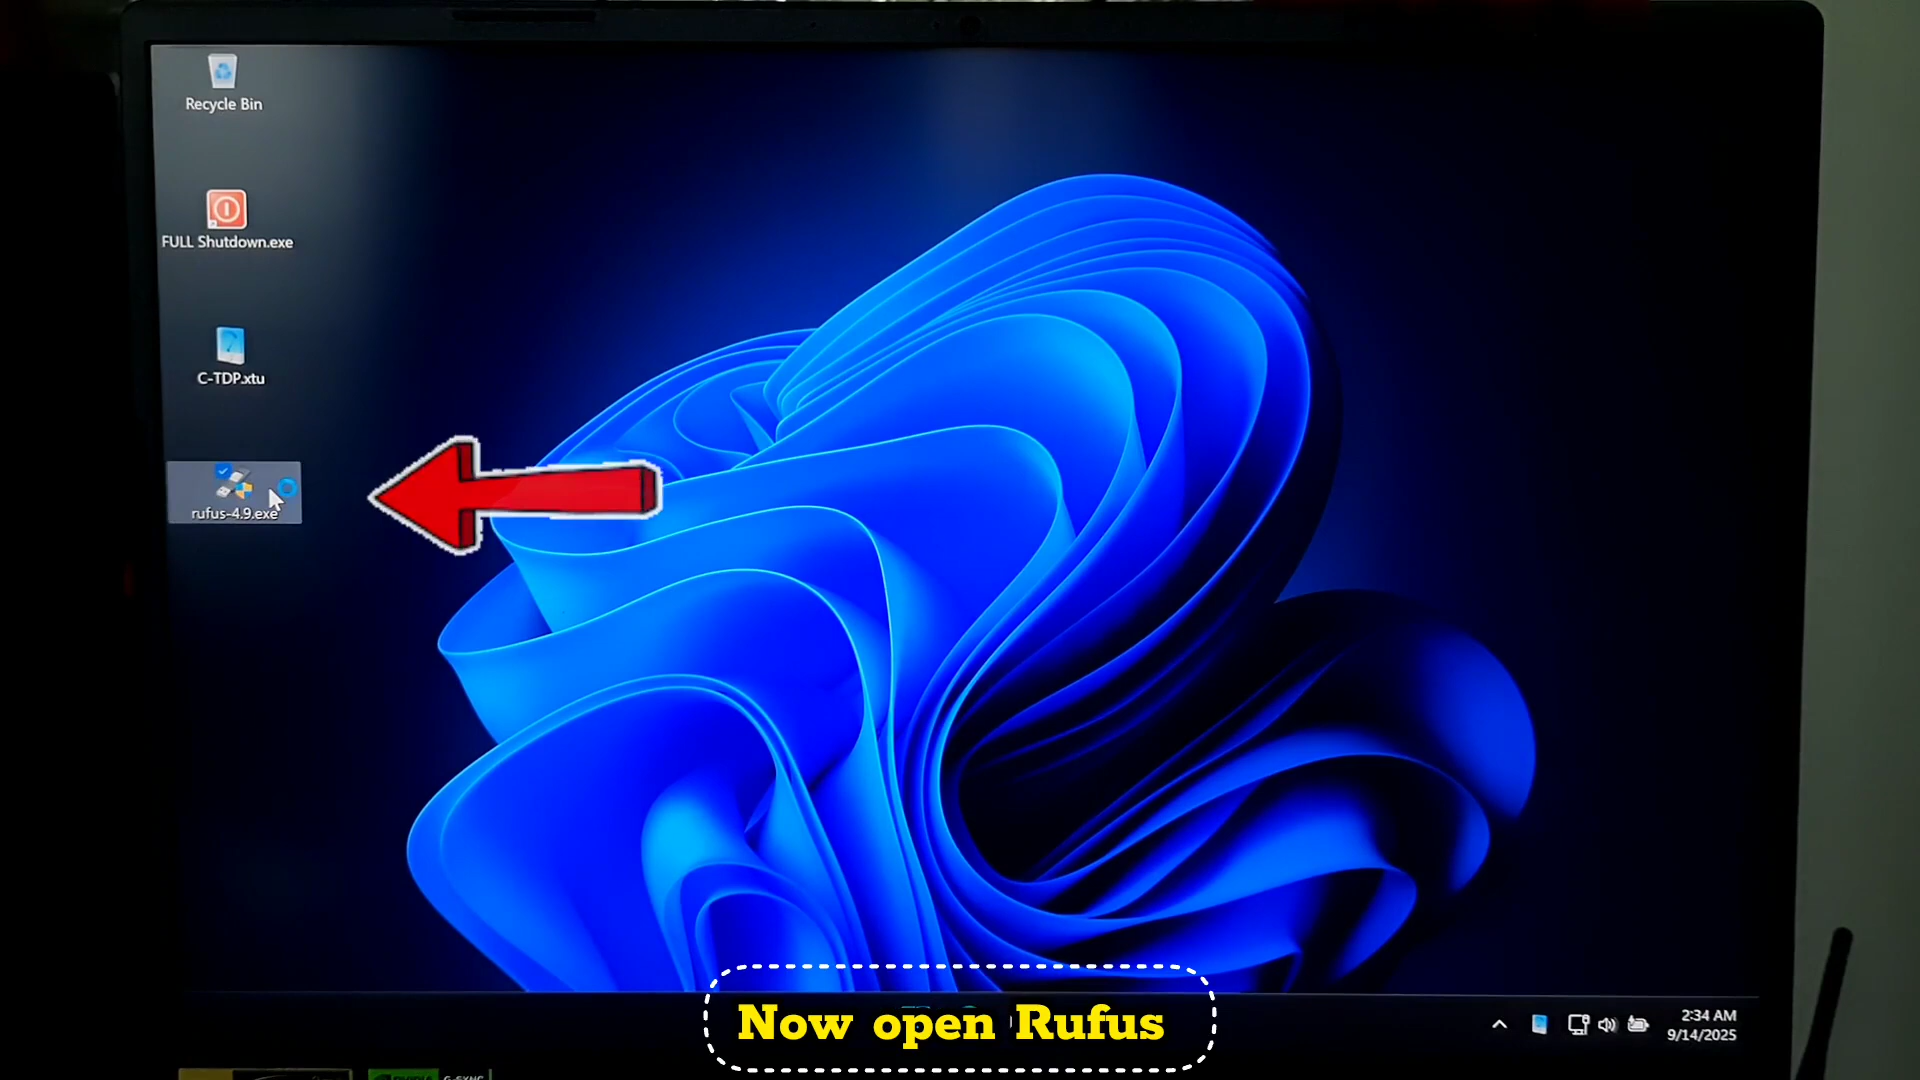 Recycle Bin
FULL Shutdown.exe
C-TDP.xtu
rufus-4.9.exe
Now open Rufus
2:34 AM
9/14/2025
G-SYNC